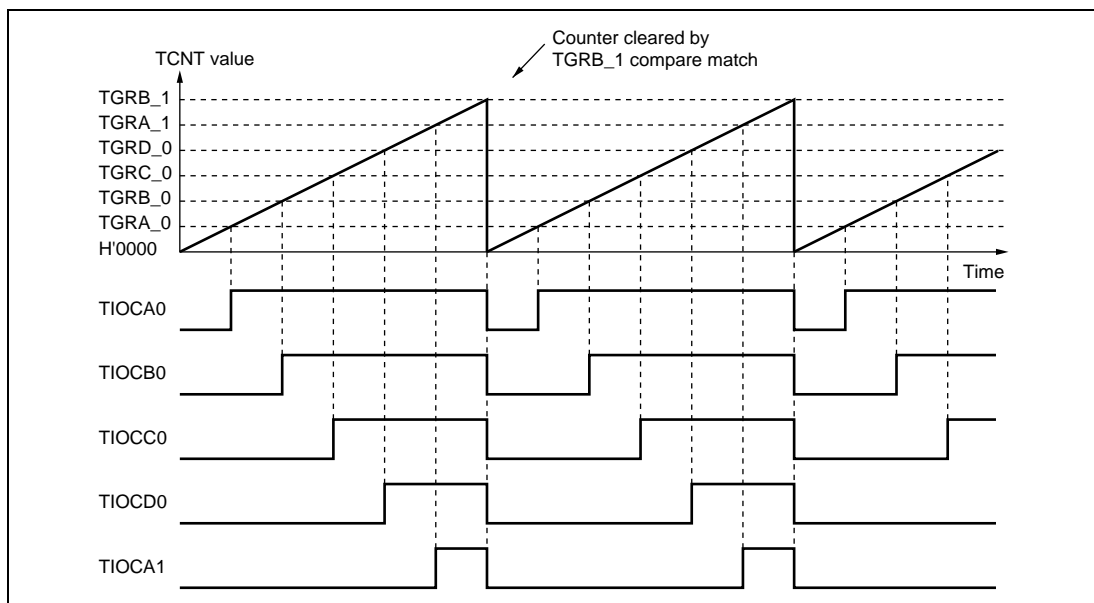 Counter cleared by
TGRB_1 compare match
TCNT value
TGRB_1
TGRA_1
TGRD_0
TGRC_0
TGRB_0
TGRA_0
H'0000
Time
TIOCA0
TIOCB0
TIOCC0
TIOCD0
TIOCA1